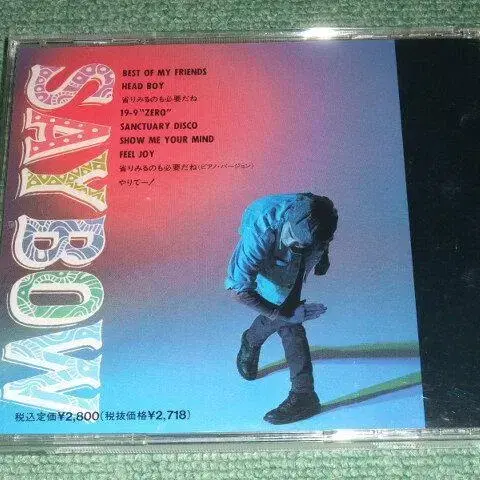 SAY BOW
BEST OF MY FRIENDS
HEAD BOY
省りみるのも必要だね
19-9 "ZERO"
SANCTUARY DISCO
SHOW ME YOUR MIND
FEEL JOY
省りみるのも必要だね(ピアノ・バージョン)
やりてー!
税込定価¥2,800(税抜価格¥2,718)